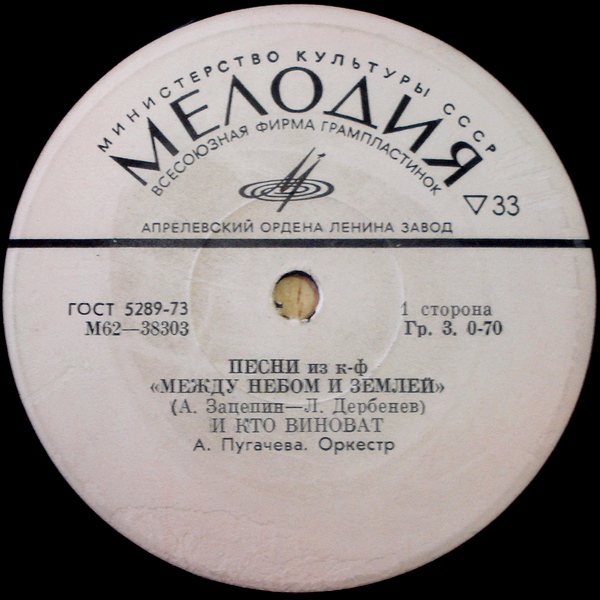 МИНИСТЕРСТВО КУЛЬТУРЫ СССР
МЕЛОДИЯ
ВСЕСОЮЗНАЯ ФИРМА ГРАМПЛАСТИНОК
▽33
АПРЕЛЕВСКИЙ ОРДЕНА ЛЕНИНА ЗАВОД
ГОСТ 5289-73
М62—38303
1 сторона
Гр. 3. 0-70
ПЕСНИ из к-ф
«МЕЖДУ НЕБОМ И ЗЕМЛЕЙ»
(А. Зацепин—Л. Дербенев)
И КТО ВИНОВАТ
А. Пугачева. Оркестр